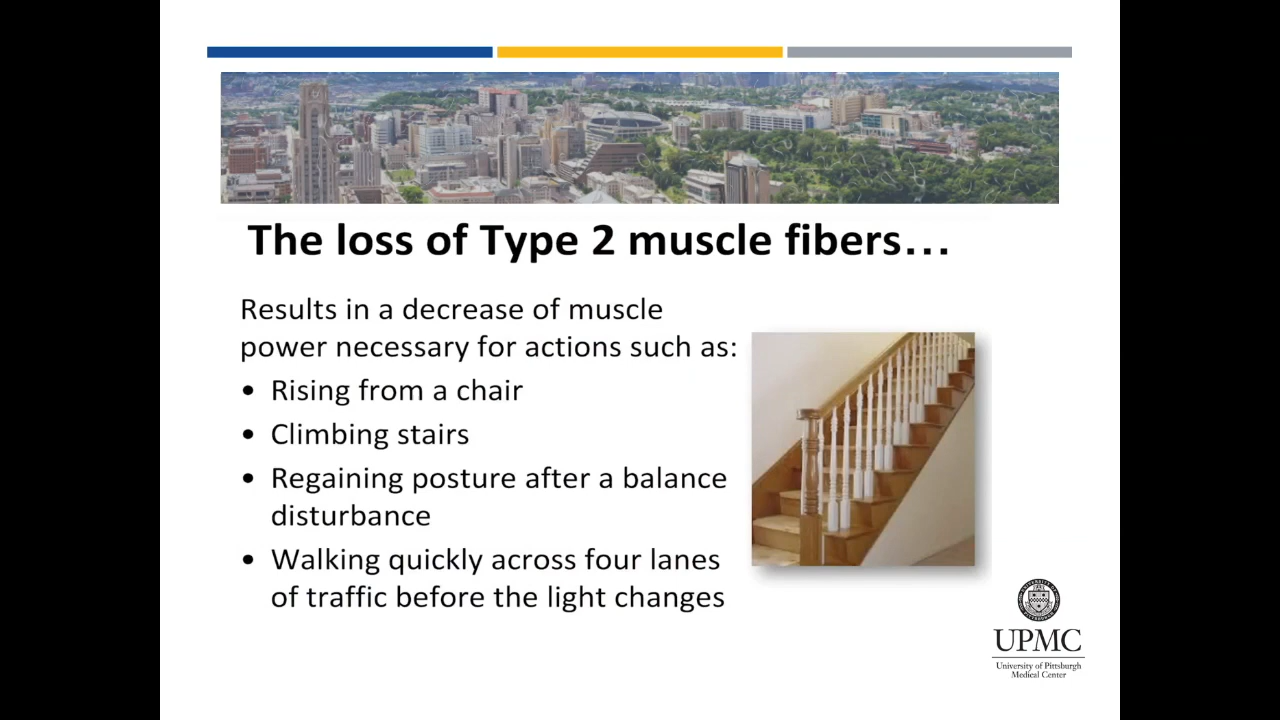 The loss of Type 2 muscle fibers…
Results in a decrease of muscle
power necessary for actions such as:
• Rising from a chair
• Climbing stairs
• Regaining posture after a balance
disturbance
• Walking quickly across four lanes
of traffic before the light changes
UPMC
University of Pittsburgh
Medical Center